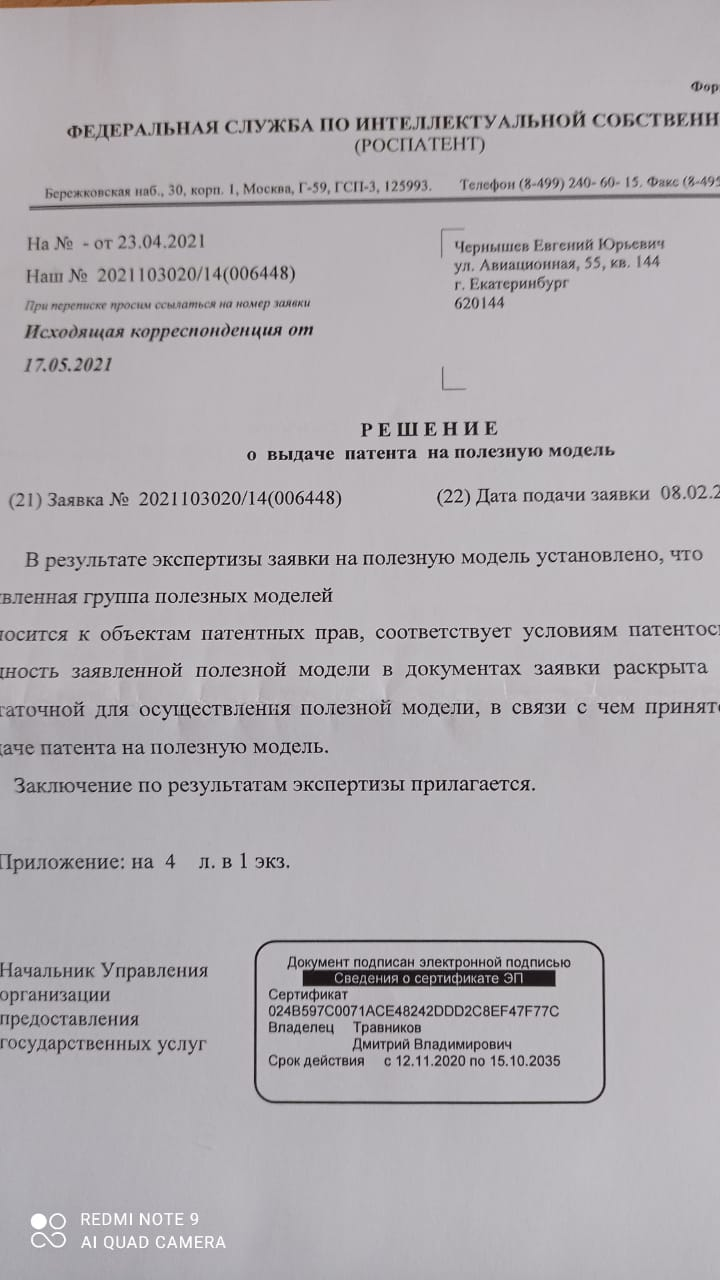 Фор
ФЕДЕРАЛЬНАЯ СЛУЖБА ПО ИНТЕЛЛЕКТУАЛЬНОЙ СОБСТВЕНН
(РОСПАТЕНТ)
Бережковская наб., 30, корп. 1, Москва, Г-59, ГСП-3, 125993. Телефон (8-499) 240- 60- 15. Факс (8-495
На № - от 23.04.2021
Наш № 2021103020/14(006448)
При переписке просим ссылаться на номер заявки
Исходящая корреспонденция от
17.05.2021
Чернышев Евгений Юрьевич
ул. Авиационная, 55, кв. 144
г. Екатеринбург
620144
Р Е Ш Е Н И Е
о выдаче патента на полезную модель
(21) Заявка № 2021103020/14(006448) (22) Дата подачи заявки 08.02.2
В результате экспертизы заявки на полезную модель установлено, что
вленная группа полезных моделей
носится к объектам патентных прав, соответствует условиям патентосп
щность заявленной полезной модели в документах заявки раскрыта
таточной для осуществления полезной модели, в связи с чем принято
даче патента на полезную модель.
Заключение по результатам экспертизы прилагается.
Приложение: на 4 л. в 1 экз.
Начальник Управления
организации
предоставления
государственных услуг
Документ подписан электронной подписью
Сведения о сертификате ЭП
Сертификат
024B597C0071ACE48242DDD2C8EF47F77C
Владелец Травников
Дмитрий Владимирович
Срок действия с 12.11.2020 по 15.10.2035
REDMI NOTE 9
AI QUAD CAMERA